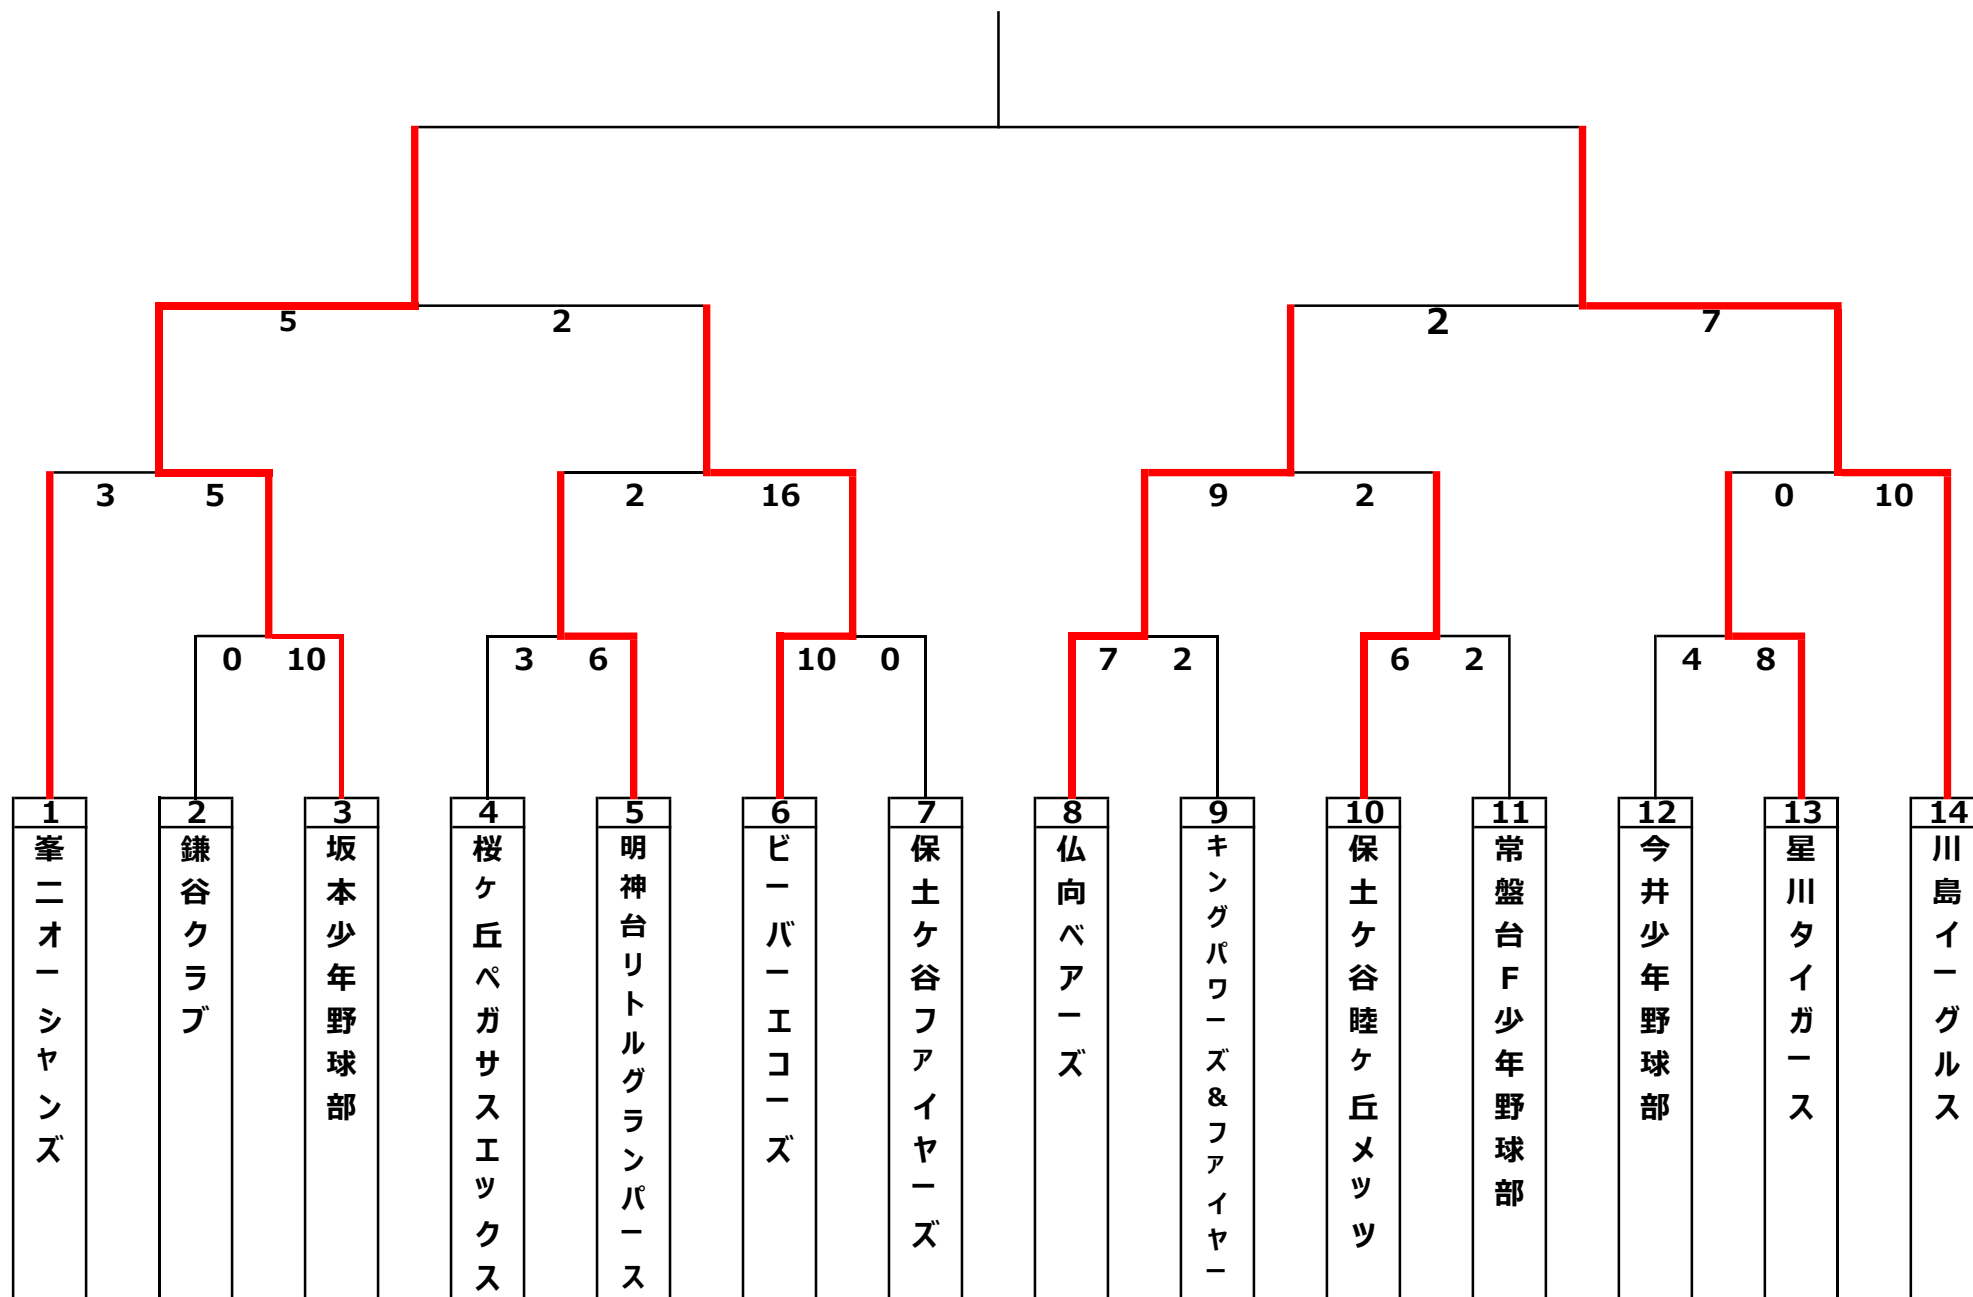 5 2 2 7
3 5 2 16 9 2 0 10
0 10 3 6 10 0 7 2 6 2 4 8
1 2 3 4 5 6 7 8 9 10 11 12 13 14
峯二オーシャンズ
鎌谷クラブ
坂本少年野球部
桜ケ丘ペガサスエックス
明神台リトルグランパース
ビーバーエコーズ
保土ケ谷ファイヤーズ
仏向ベアーズ
キングパワーズ&ファイヤー
保土ケ谷睦ケ丘メッツ
常盤台F少年野球部
今井少年野球部
星川タイガース
川島イーグルス